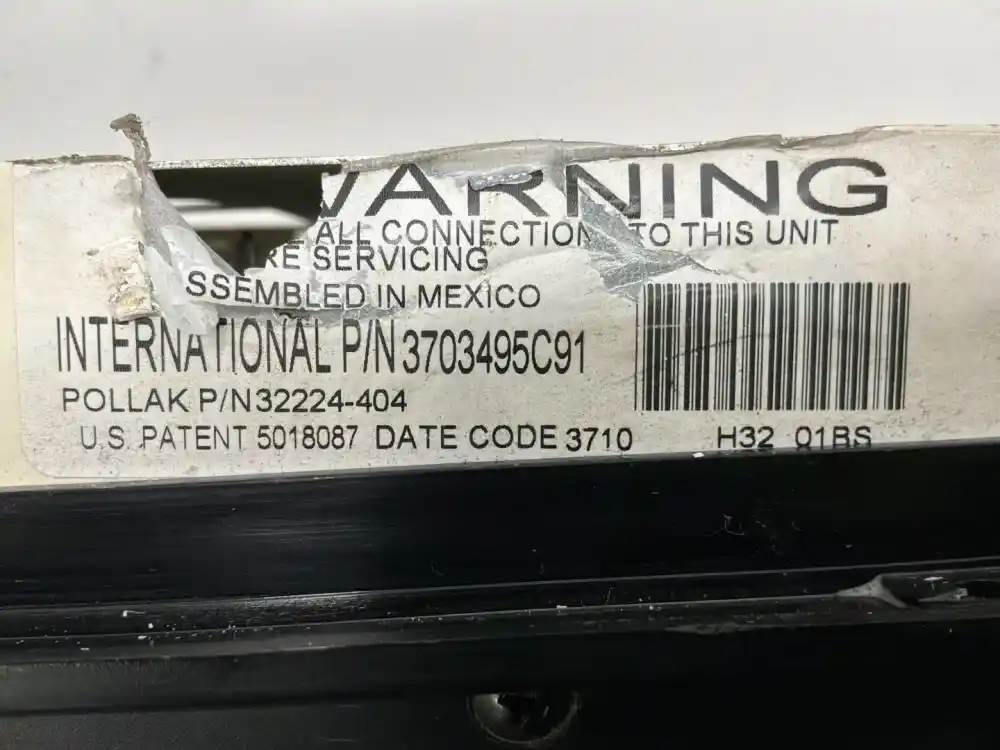 WARNING
ALL CONNECTION TO THIS UNIT
RE SERVICING
SSEMBLED IN MEXICO
INTERNATIONAL P/N 3703495C91
POLLAK P/N 32224-404
U.S. PATENT 5018087 DATE CODE 3710
H32 01BS